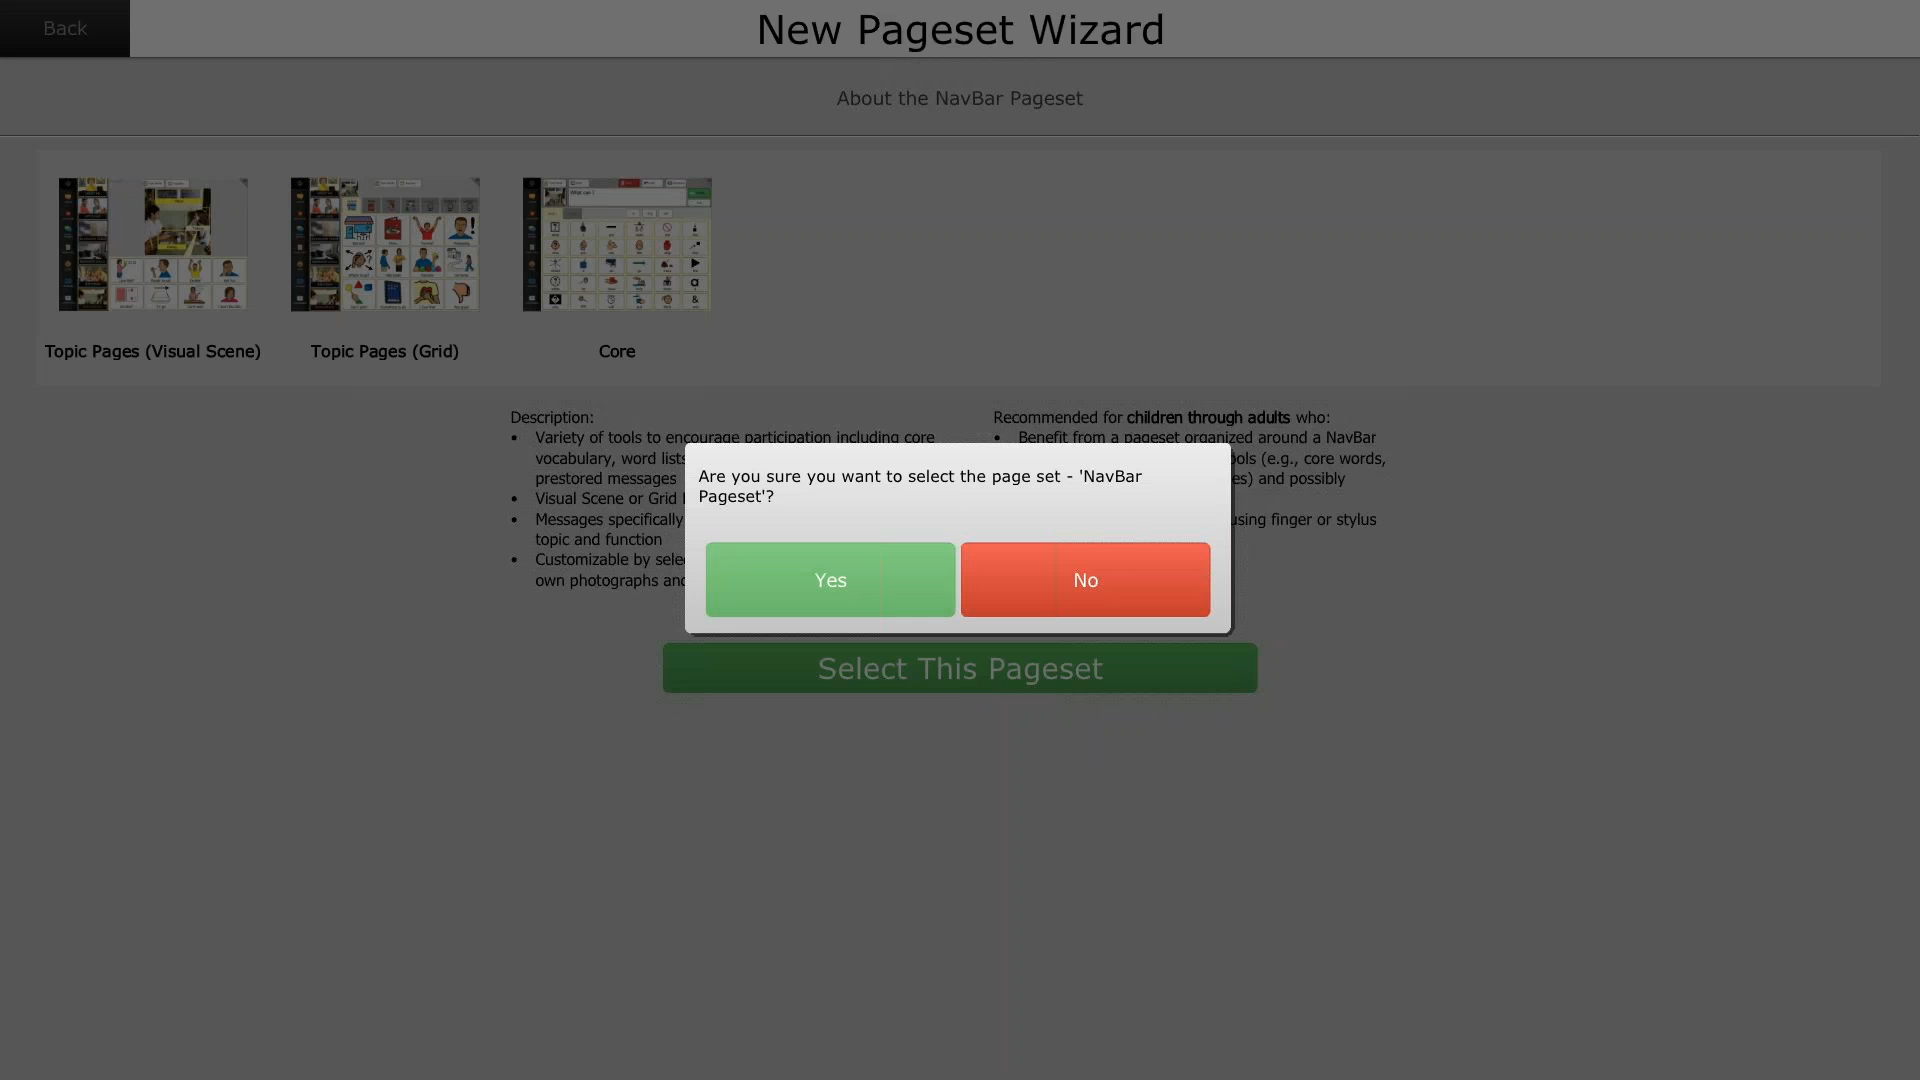 Back
New Pageset Wizard
About the NavBar Pageset
Topic Pages (Visual Scene)
Topic Pages (Grid)
Core
Description:
• Variety of tools to encourage participation including core
vocabulary, word lists
prestored messages
• Visual Scene or Grid
• Messages specifically
topic and function
• Customizable by
own photographs
Recommended for children through adults who:
• Benefit from a pageset organized around a NavBar
(e.g., core words,
and possibly
using finger or stylus
Are you sure you want to select the page set - 'NavBar
Pageset'?
Yes
No
Select This Pageset